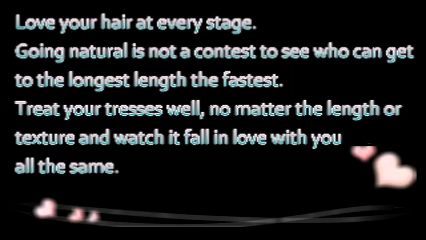 Love your hair at every stage.
Going natural is not a contest to see who can get
to the longest length the fastest.
Treat your tresses well, no matter the length or
texture and watch it fall in love with you
all the same.